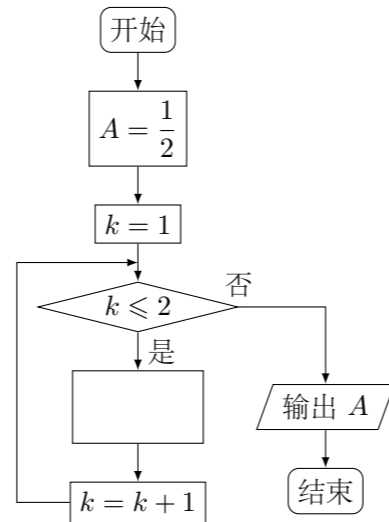 开始
A = 1/2
k = 1
k ⩽ 2
否
是
输出 A
k = k + 1
结束